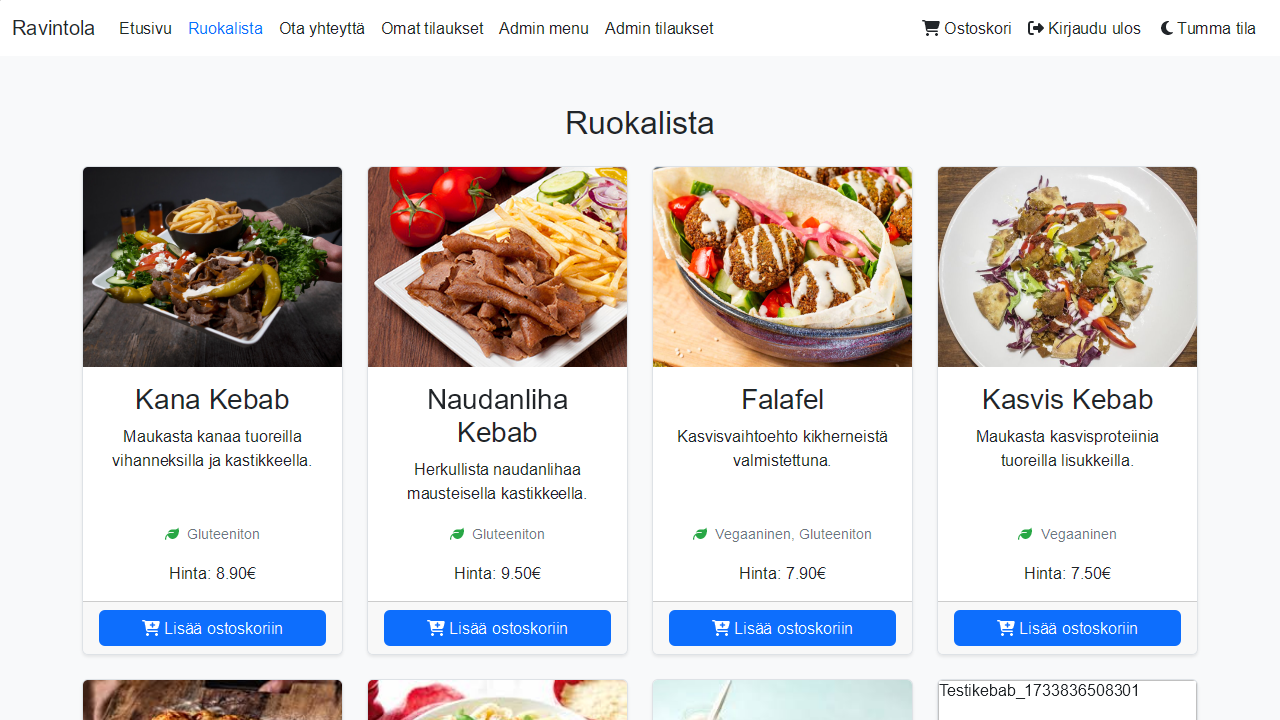 Ravintola Etusivu Ruokalista Ota yhteyttä Omat tilaukset Admin menu Admin tilaukset Ostoskori Kirjaudu ulos Tumma tila
Ruokalista
Kana Kebab
Maukasta kanaa tuoreilla
vihanneksilla ja kastikkeella.
Gluteeniton
Hinta: 8.90€
Lisää ostoskoriin
Naudanliha
Kebab
Herkullista naudanlihaa
mausteisella kastikkeella.
Gluteeniton
Hinta: 9.50€
Lisää ostoskoriin
Falafel
Kasvisvaihtoehto kikherneistä
valmistettuna.
Vegaaninen, Gluteeniton
Hinta: 7.90€
Lisää ostoskoriin
Kasvis Kebab
Maukasta kasvisproteiinia
tuoreilla lisukkeilla.
Vegaaninen
Hinta: 7.50€
Lisää ostoskoriin
Testikebab_1733836508301